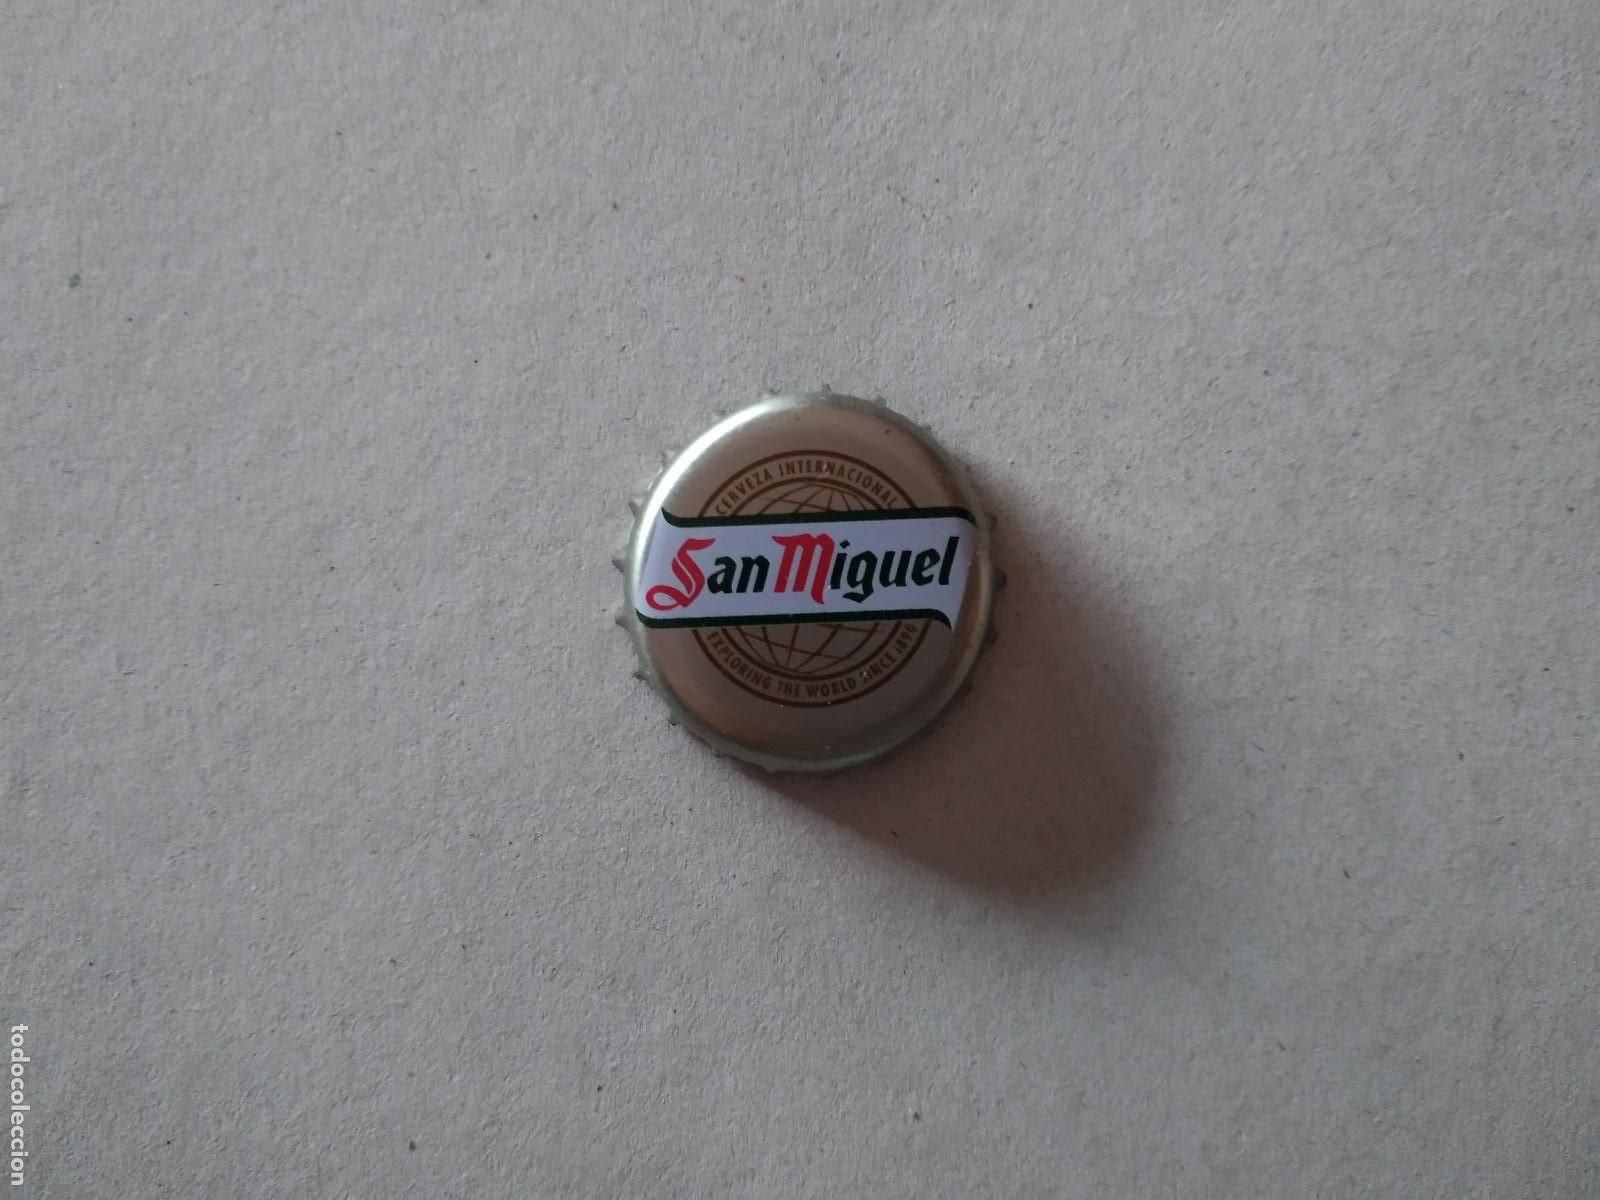 CERVEZA INTERNACIONAL
San Miguel
EXPLORING THE WORLD SINCE 1890
todocoleccion